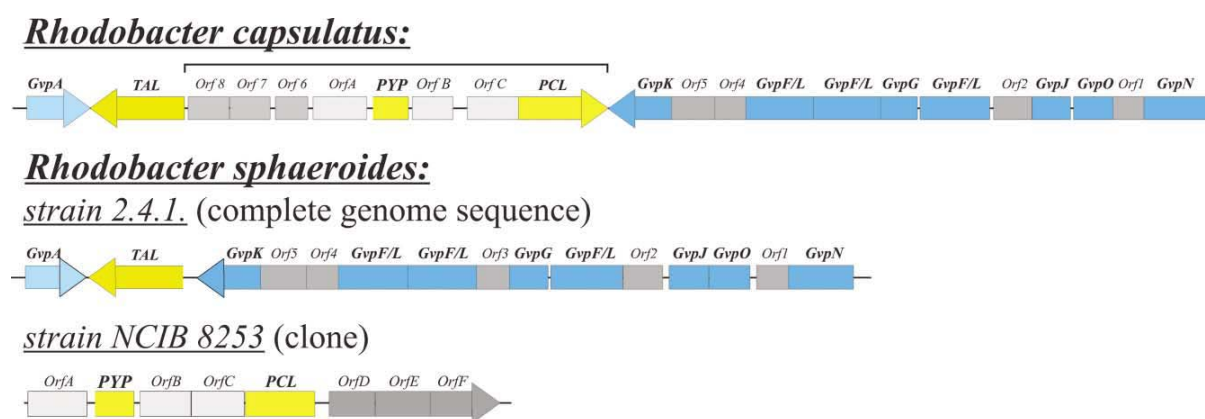 Rhodobacter capsulatus:
GvpA TAL Orf 8 Orf 7 Orf 6 OrfA PYP Orf B Orf C PCL GvpK Orf5 Orf4 GvpF/L GvpF/L GvpG GvpF/L Orf2 GvpJ GvpO Orf1 GvpN
Rhodobacter sphaeroides:
strain 2.4.1. (complete genome sequence)
GvpA TAL GvpK Orf5 Orf4 GvpF/L GvpF/L Orf3 GvpG GvpF/L Orf2 GvpJ GvpO Orf1 GvpN
strain NCIB 8253 (clone)
OrfA PYP OrfB OrfC PCL OrfD OrfE OrfF